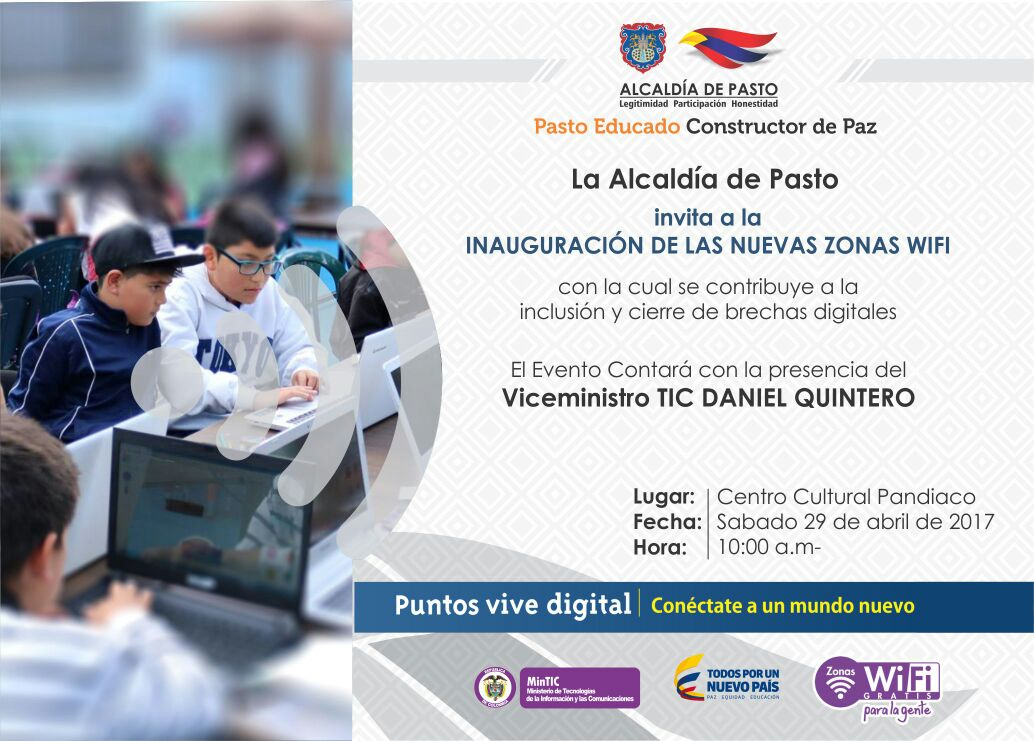 ALCALDÍA DE PASTO
Legitimidad Participación Honestidad
Pasto Educado Constructor de Paz
La Alcaldía de Pasto
invita a la
INAUGURACIÓN DE LAS NUEVAS ZONAS WIFI
con la cual se contribuye a la
inclusión y cierre de brechas digitales
El Evento Contará con la presencia del
Viceministro TIC DANIEL QUINTERO
Lugar: Centro Cultural Pandiaco
Fecha: Sabado 29 de abril de 2017
Hora: 10:00 a.m-
Puntos vive digital Conéctate a un mundo nuevo
MinTIC
Ministerio de Tecnologías
de la Información y las Comunicaciones
TODOS POR UN
NUEVO PAÍS
PAZ EQUIDAD EDUCACIÓN
Zonas
WiFi
GRATIS
para la gente
TOKYO